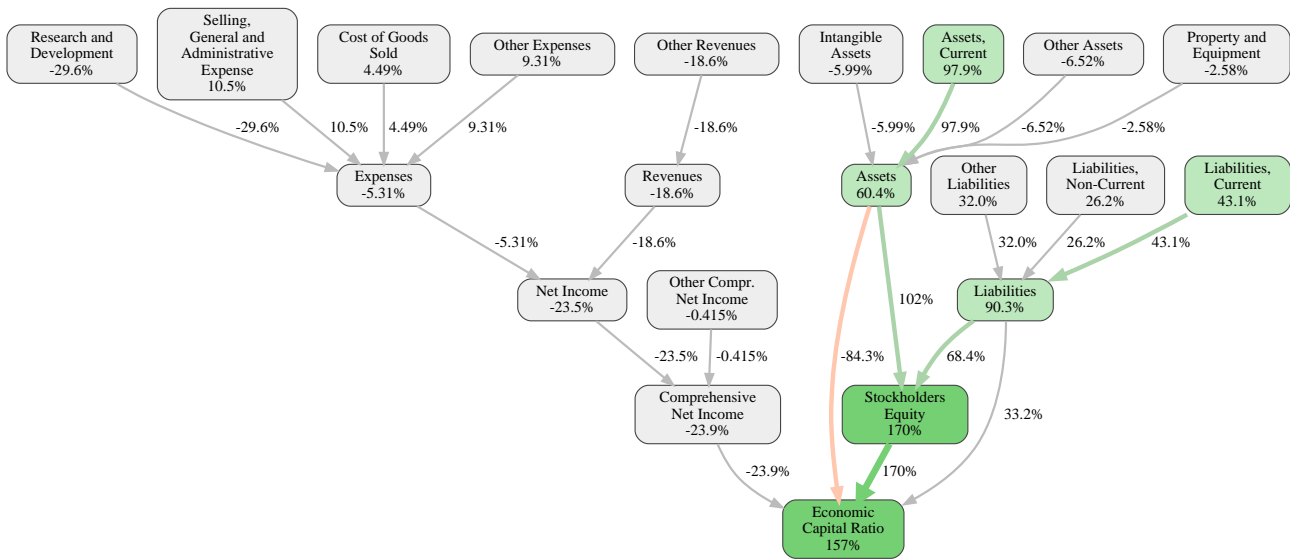 Research and
Development
-29.6%
Selling,
General and
Administrative
Expense
10.5%
Cost of Goods
Sold
4.49%
Other Expenses
9.31%
Other Revenues
-18.6%
Intangible
Assets
-5.99%
Assets,
Current
97.9%
Other Assets
-6.52%
Property and
Equipment
-2.58%
-29.6%
10.5%
4.49%
9.31%
-18.6%
-5.99%
97.9%
-6.52%
-2.58%
Expenses
-5.31%
Revenues
-18.6%
Assets
60.4%
Other
Liabilities
32.0%
Liabilities,
Non-Current
26.2%
Liabilities,
Current
43.1%
-5.31%
-18.6%
32.0%
26.2%
43.1%
Net Income
-23.5%
Other Compr.
Net Income
-0.415%
102%
Liabilities
90.3%
-23.5%
-0.415%
-84.3%
68.4%
Comprehensive
Net Income
-23.9%
Stockholders
Equity
170%
33.2%
-23.9%
170%
Economic
Capital Ratio
157%